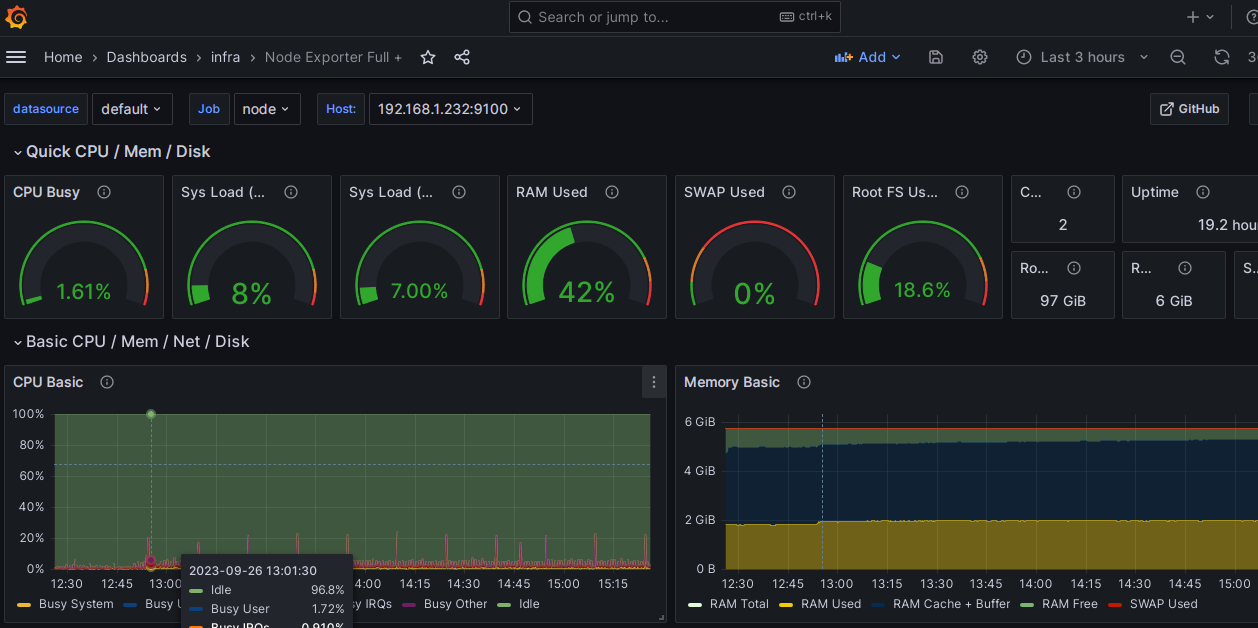 Search or jump to... ctrl+k
Home › Dashboards › infra › Node Exporter Full + Add Last 3 hours
datasource default Job node Host: 192.168.1.232:9100 GitHub
Quick CPU / Mem / Disk
CPU Busy Sys Load (... Sys Load (... RAM Used SWAP Used Root FS Us... C... Uptime
2 19.2
1.61% 8% 7.00% 42% 0% 18.6%
Ro... R... S..
97 GiB 6 GiB
Basic CPU / Mem / Net / Disk
CPU Basic
100%
80%
60%
40%
20%
0%
12:30 12:45 13:00 14:15 14:30 14:45 15:00 15:15
2023-09-26 13:01:30
Idle 96.8%
Busy User 1.72%
Busy IRQs 0.910%
Busy System Busy IRQs Busy Other Idle
Memory Basic
6 GiB
4 GiB
2 GiB
0 B
12:30 12:45 13:00 13:15 13:30 13:45 14:00 14:15 14:30 14:45 15:00
RAM Total RAM Used RAM Cache + Buffer RAM Free SWAP Used